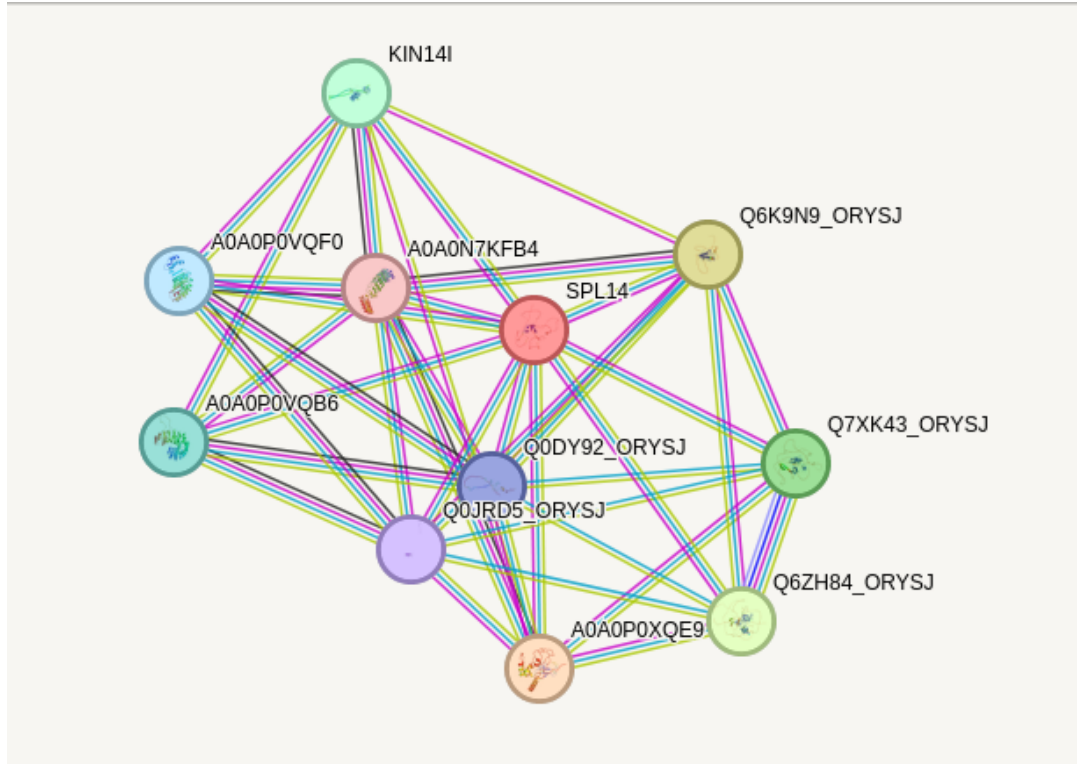 KIN14I
Q6K9N9_ORYSJ
A0A0P0VQF0
A0A0N7KFB4
SPL14
A0A0P0VQB6
Q7XK43_ORYSJ
Q0DY92_ORYSJ
Q0JRD5_ORYSJ
Q6ZH84_ORYSJ
A0A0P0XQE9